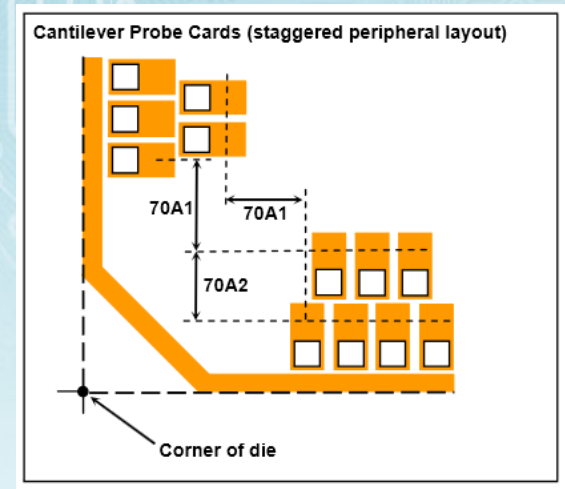 Cantilever Probe Cards (staggered peripheral layout)
70A1
70A1
70A2
Corner of die